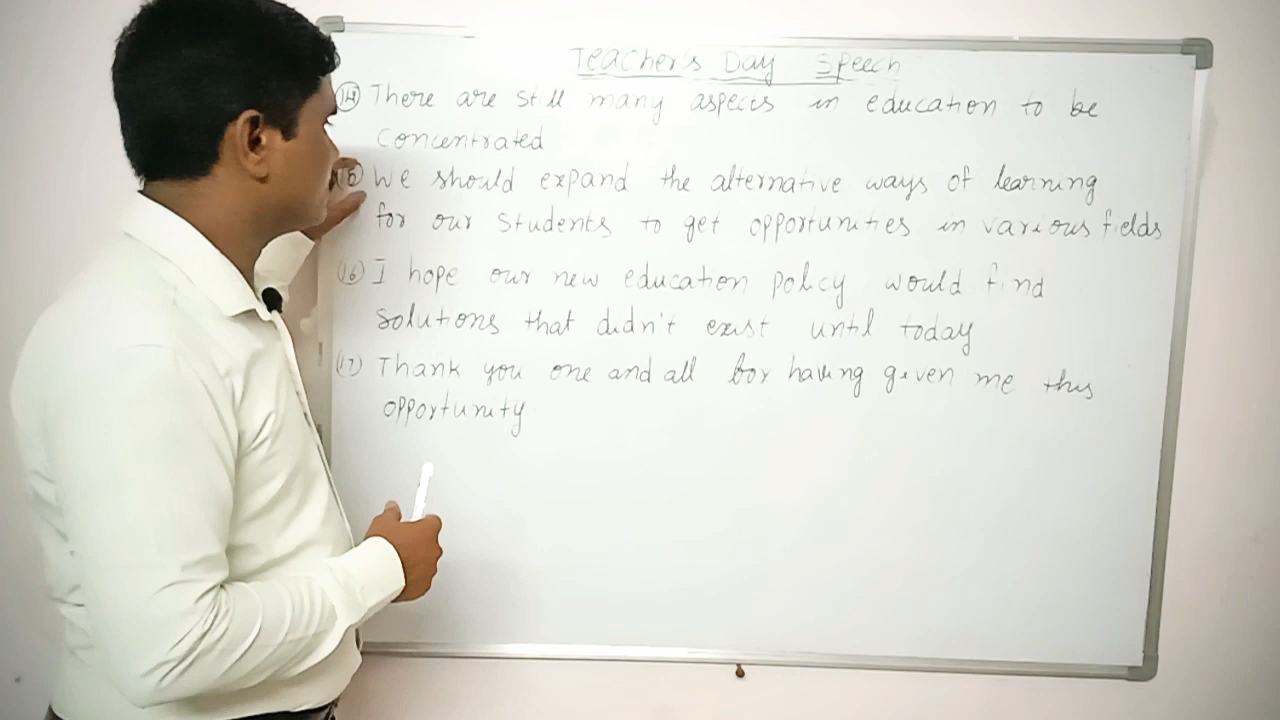 Teacher's Day Speech
(14) There are still many aspects in education to be
concentrated
(15) We should expand the alternative ways of learning
for our students to get opportunities in various fields
(16) I hope our new education policy would find
solutions that didn't exist until today
(17) Thank you one and all for having given me this
opportunity